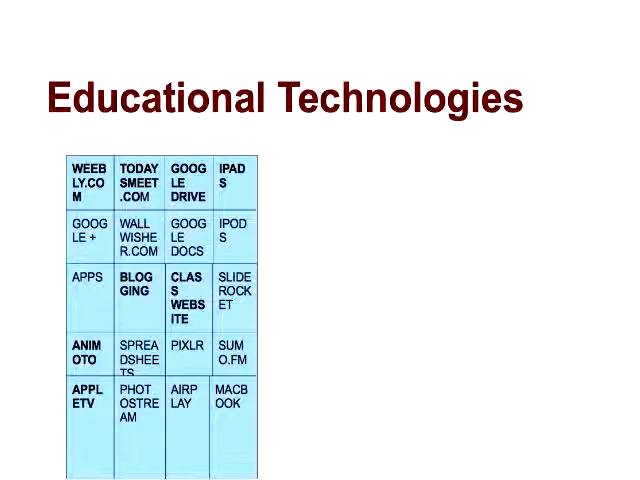 Educational Technologies
WEEB
LY.CO
M
TODAY
SMEET
.COM
GOOG
LE
DRIVE
IPAD
S
GOOG
LE +
WALL
WISHE
R.COM
GOOG
LE
DOCS
IPOD
S
APPS
BLOG
GING
CLAS
S
WEBS
ITE
SLIDE
ROCK
ET
ANIM
OTO
SPREA
DSHEE
TS
PIXLR
SUM
O.FM
APPL
ETV
PHOT
OSTRE
AM
AIRP
LAY
MACB
OOK